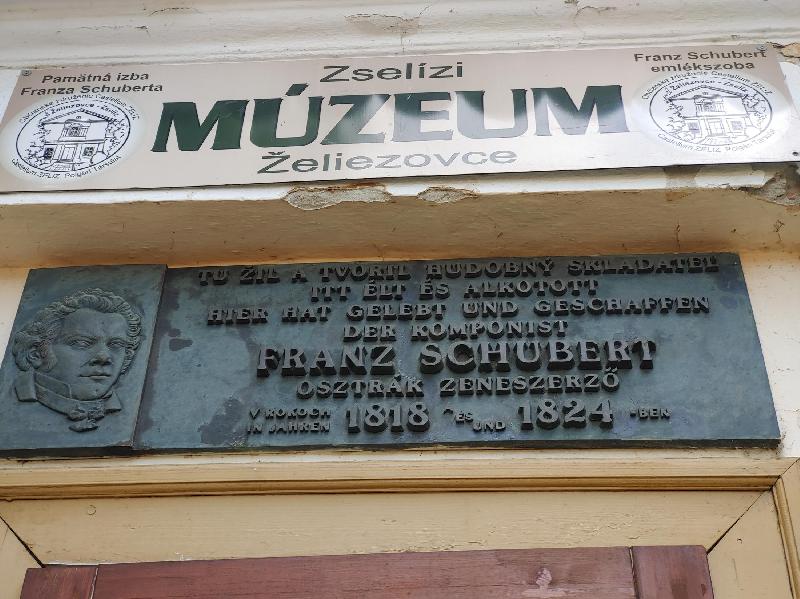 Pamätná izba
Franza Schuberta
Zselízi
MÚZEUM
Želiezovce
Franz Schubert
emlékszoba
TU ŽIL A TVORIL HUDOBNÝ SKLADATEĽ
ITT ÉLT ÉS ALKOTOTT
HIER HAT GELEBT UND GESCHAFFEN
DER KOMPONIST
FRANZ SCHUBERT
OSZTRÁK ZENESZERZŐ
V ROKOCH
IN JAHREN
1818 -ES UND 1824 -BEN